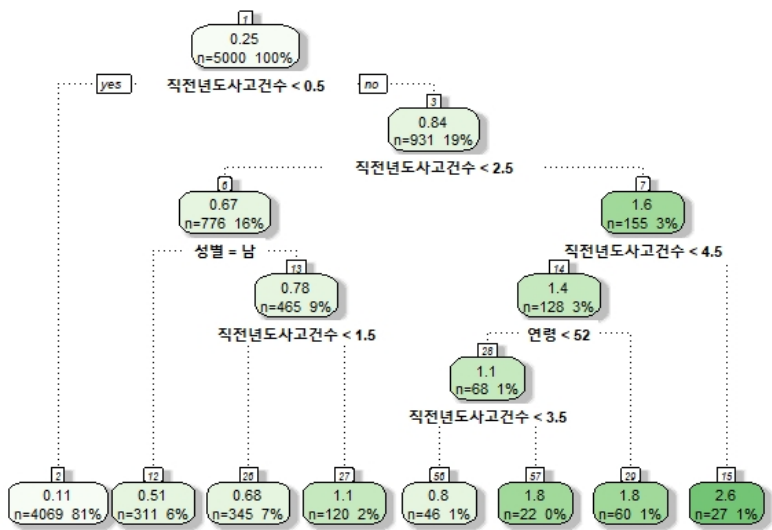 1
0.25
n=5000 100%
yes 직전년도사고건수 < 0.5 no
3
0.84
n=931 19%
직전년도사고건수 < 2.5
6
0.67
n=776 16%
7
1.6
n=155 3%
성별 = 남
직전년도사고건수 < 4.5
13
0.78
n=465 9%
14
1.4
n=128 3%
직전년도사고건수 < 1.5
연령 < 52
28
1.1
n=68 1%
직전년도사고건수 < 3.5
2
0.11
n=4069 81%
12
0.51
n=311 6%
26
0.68
n=345 7%
27
1.1
n=120 2%
56
0.8
n=46 1%
57
1.8
n=22 0%
29
1.8
n=60 1%
15
2.6
n=27 1%